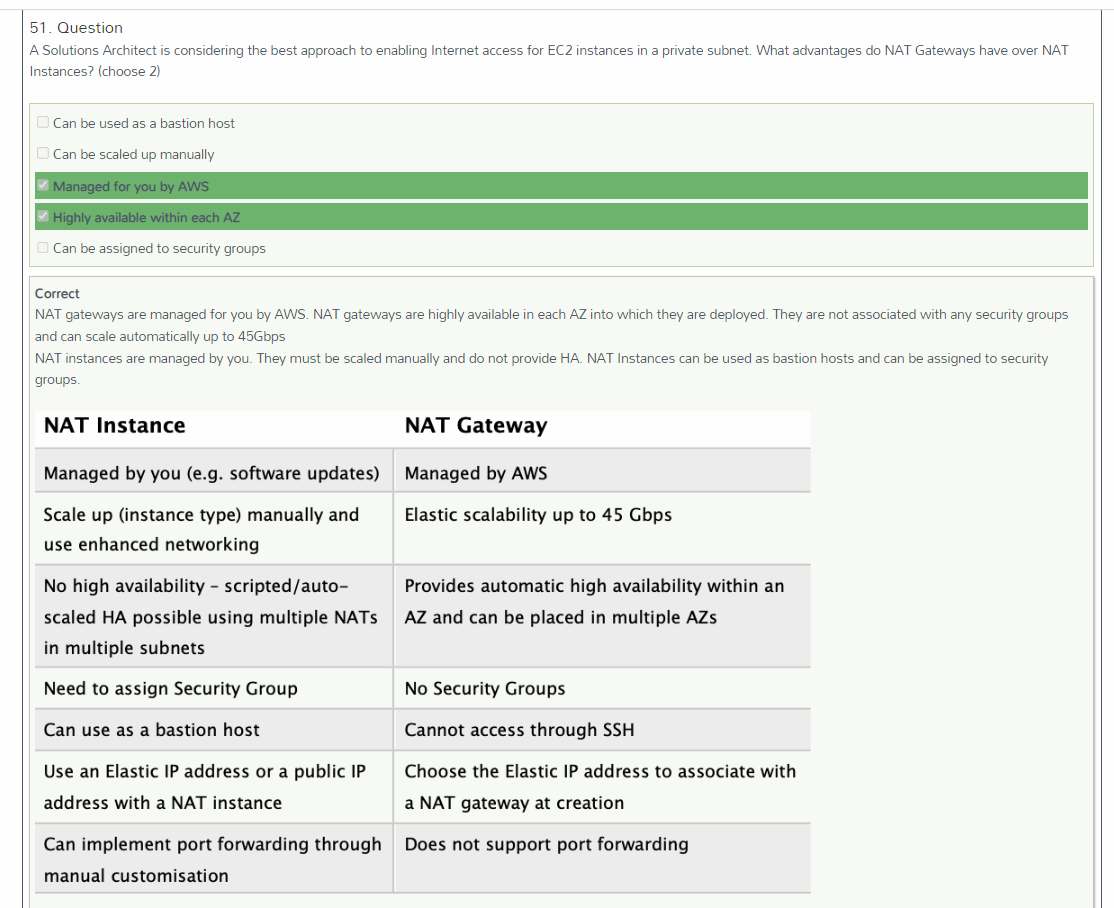 51. Question
A Solutions Architect is considering the best approach to enabling Internet access for EC2 instances in a private subnet. What advantages do NAT Gateways have over NAT
Instances? (choose 2)
Can be used as a bastion host
Can be scaled up manually
Managed for you by AWS
Highly available within each AZ
Can be assigned to security groups
Correct
NAT gateways are managed for you by AWS. NAT gateways are highly available in each AZ into which they are deployed. They are not associated with any security groups
and can scale automatically up to 45Gbps
NAT instances are managed by you. They must be scaled manually and do not provide HA. NAT Instances can be used as bastion hosts and can be assigned to security
groups.
NAT Instance NAT Gateway
Managed by you (e.g. software updates) Managed by AWS
Scale up (instance type) manually and Elastic scalability up to 45 Gbps
use enhanced networking
No high availability – scripted/auto- Provides automatic high availability within an
scaled HA possible using multiple NATs AZ and can be placed in multiple AZs
in multiple subnets
Need to assign Security Group No Security Groups
Can use as a bastion host Cannot access through SSH
Use an Elastic IP address or a public IP Choose the Elastic IP address to associate with
address with a NAT instance a NAT gateway at creation
Can implement port forwarding through Does not support port forwarding
manual customisation